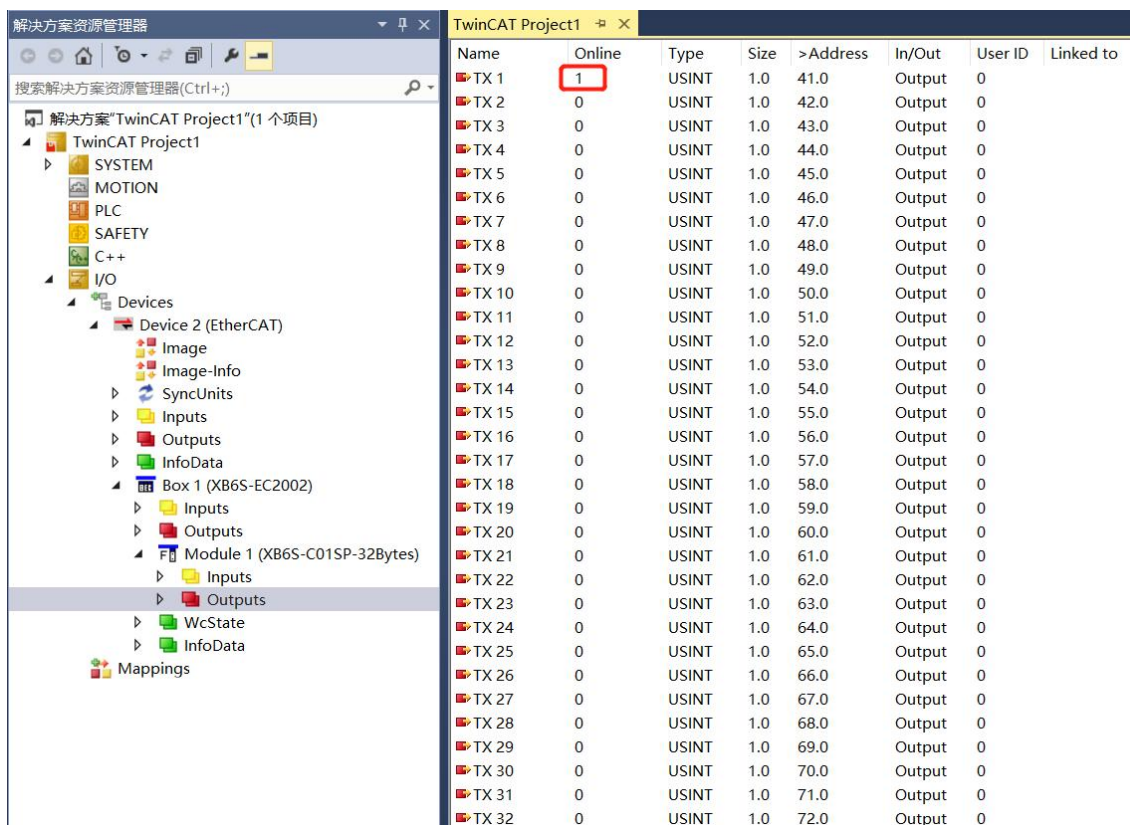 解决方案资源管理器
搜索解决方案资源管理器(Ctrl+;)
解决方案"TwinCAT Project1"(1 个项目)
TwinCAT Project1
SYSTEM
MOTION
PLC
SAFETY
C++
I/O
Devices
Device 2 (EtherCAT)
Image
Image-Info
SyncUnits
Inputs
Outputs
InfoData
Box 1 (XB6S-EC2002)
Inputs
Outputs
Module 1 (XB6S-C01SP-32Bytes)
Inputs
Outputs
WcState
InfoData
Mappings
TwinCAT Project1
Name Online Type Size >Address In/Out User ID Linked to
TX 1 1 USINT 1.0 41.0 Output 0
TX 2 0 USINT 1.0 42.0 Output 0
TX 3 0 USINT 1.0 43.0 Output 0
TX 4 0 USINT 1.0 44.0 Output 0
TX 5 0 USINT 1.0 45.0 Output 0
TX 6 0 USINT 1.0 46.0 Output 0
TX 7 0 USINT 1.0 47.0 Output 0
TX 8 0 USINT 1.0 48.0 Output 0
TX 9 0 USINT 1.0 49.0 Output 0
TX 10 0 USINT 1.0 50.0 Output 0
TX 11 0 USINT 1.0 51.0 Output 0
TX 12 0 USINT 1.0 52.0 Output 0
TX 13 0 USINT 1.0 53.0 Output 0
TX 14 0 USINT 1.0 54.0 Output 0
TX 15 0 USINT 1.0 55.0 Output 0
TX 16 0 USINT 1.0 56.0 Output 0
TX 17 0 USINT 1.0 57.0 Output 0
TX 18 0 USINT 1.0 58.0 Output 0
TX 19 0 USINT 1.0 59.0 Output 0
TX 20 0 USINT 1.0 60.0 Output 0
TX 21 0 USINT 1.0 61.0 Output 0
TX 22 0 USINT 1.0 62.0 Output 0
TX 23 0 USINT 1.0 63.0 Output 0
TX 24 0 USINT 1.0 64.0 Output 0
TX 25 0 USINT 1.0 65.0 Output 0
TX 26 0 USINT 1.0 66.0 Output 0
TX 27 0 USINT 1.0 67.0 Output 0
TX 28 0 USINT 1.0 68.0 Output 0
TX 29 0 USINT 1.0 69.0 Output 0
TX 30 0 USINT 1.0 70.0 Output 0
TX 31 0 USINT 1.0 71.0 Output 0
TX 32 0 USINT 1.0 72.0 Output 0